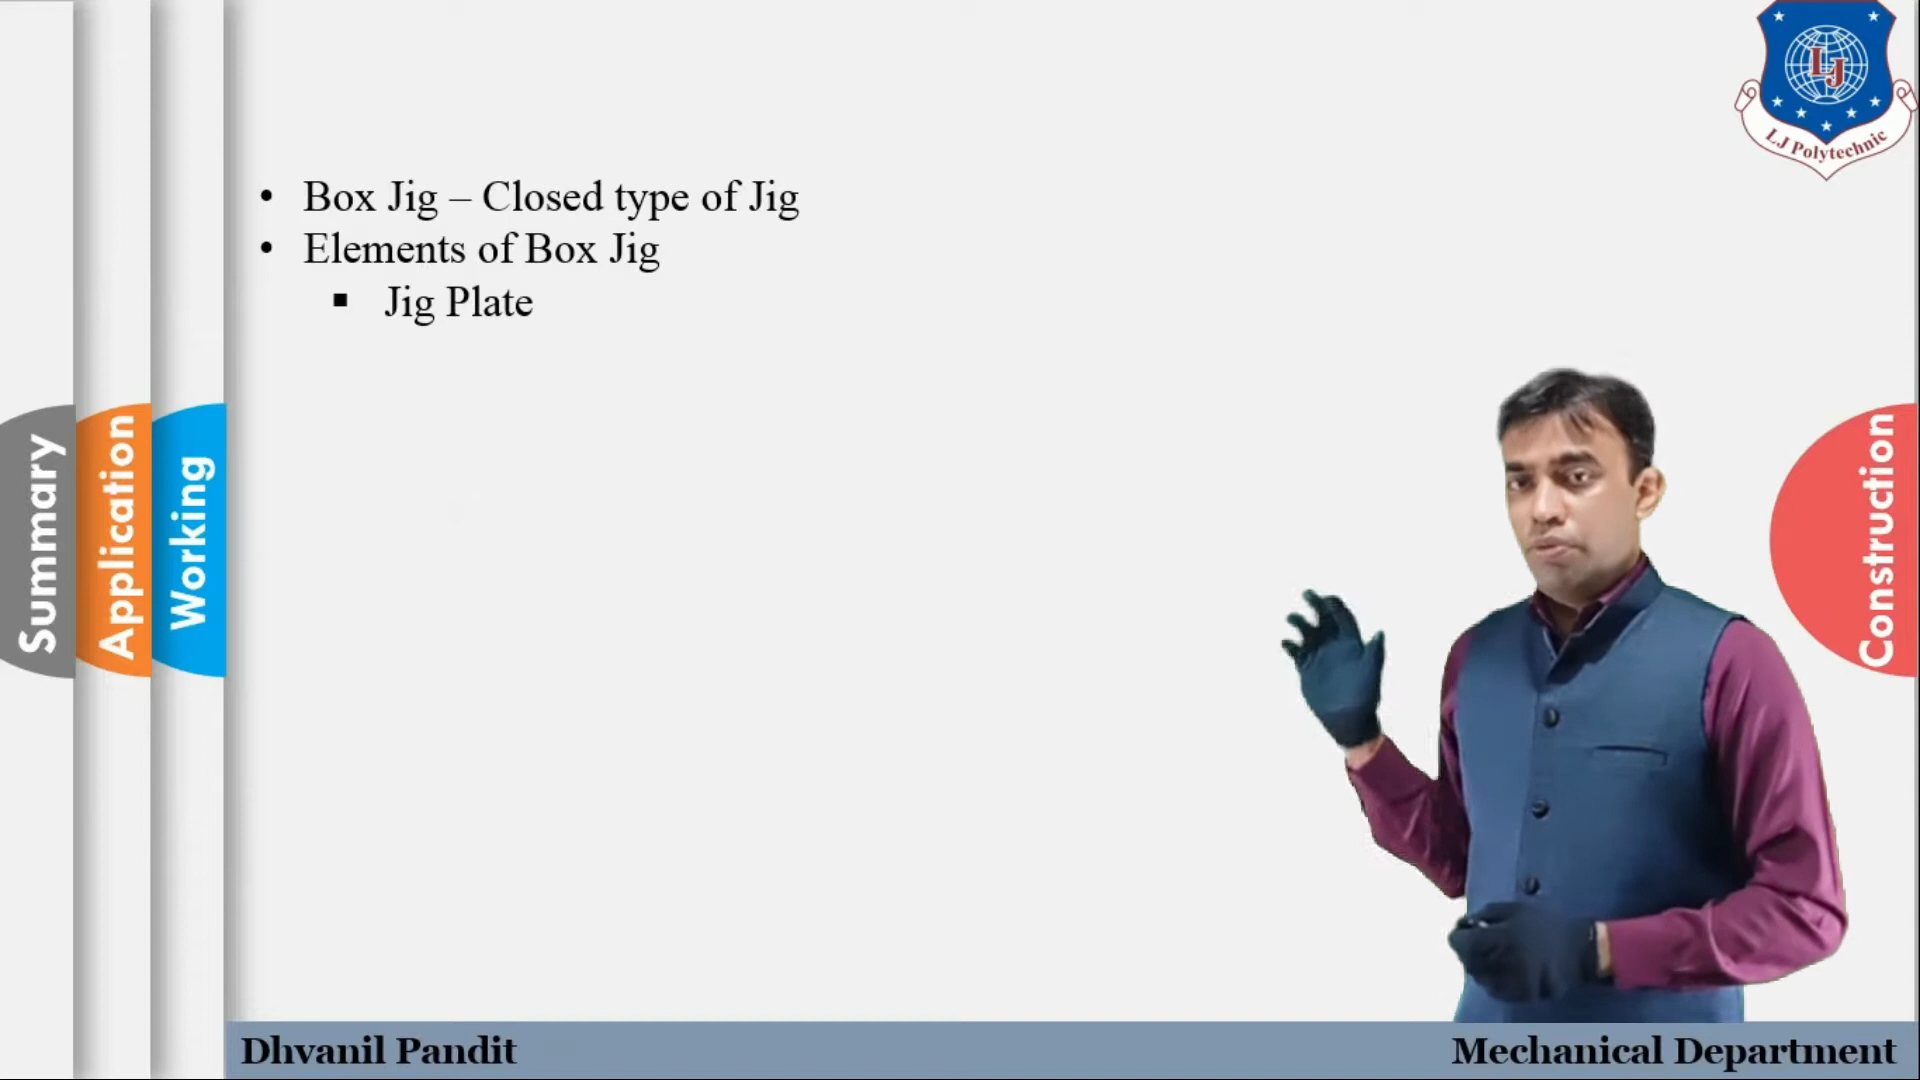 LJ
LJ Polytechnic
• Box Jig – Closed type of Jig
• Elements of Box Jig
▪ Jig Plate
Summary
Application
Working
Construction
Dhvanil Pandit
Mechanical Department